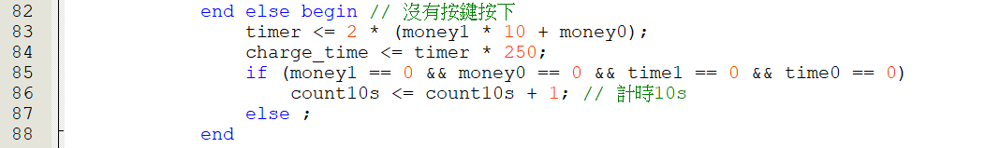 82 end else begin // 沒有按鍵按下
83 timer <= 2 * (money1 * 10 + money0);
84 charge_time <= timer * 250;
85 if (money1 == 0 && money0 == 0 && time1 == 0 && time0 == 0)
86 count10s <= count10s + 1; // 計時10s
87 else ;
88 end